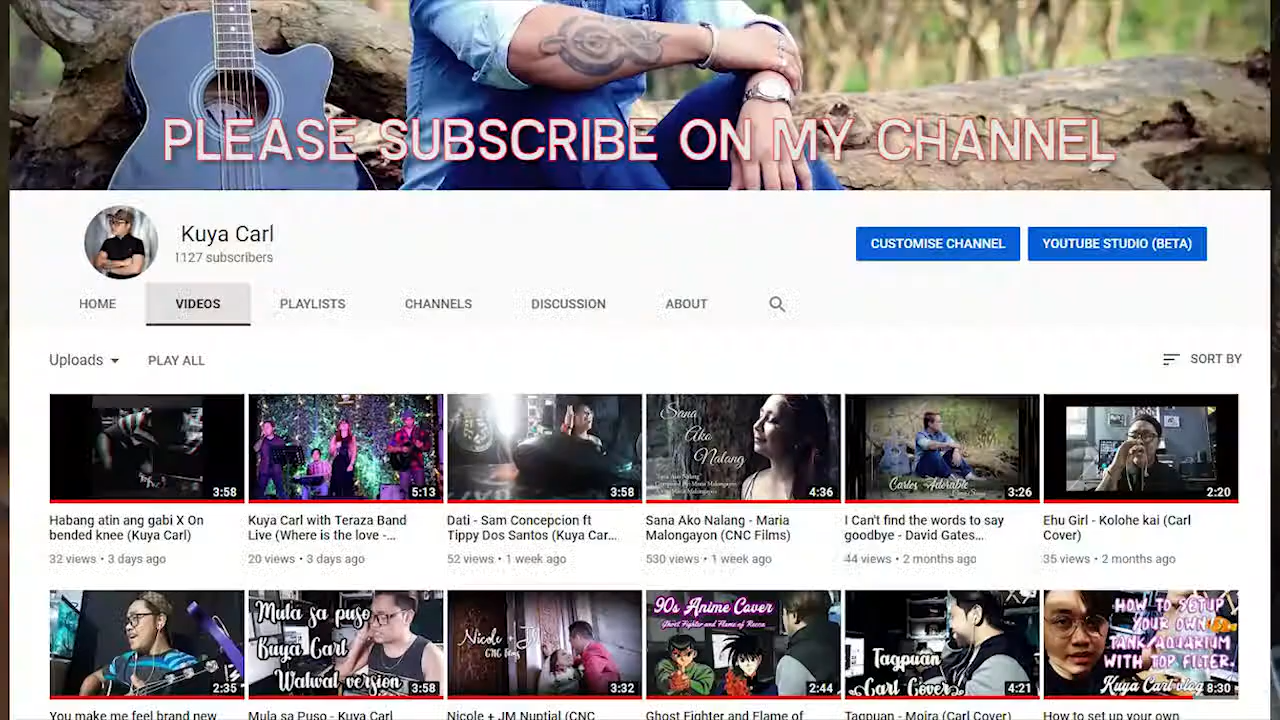 PLEASE SUBSCRIBE ON MY CHANNEL
Kuya Carl
1127 subscribers
CUSTOMISE CHANNEL
YOUTUBE STUDIO (BETA)
HOME
VIDEOS
PLAYLISTS
CHANNELS
DISCUSSION
ABOUT
Uploads
PLAY ALL
SORT BY
3:58
5:13
3:58
Sana
Ako
Nalang
4:36
Carlos Adorable
3:26
2:20
Habang atin ang gabi X On
bended knee (Kuya Carl)
32 views • 3 days ago
Kuya Carl with Teraza Band
Live (Where is the love -...
20 views • 3 days ago
Dati - Sam Concepcion ft
Tippy Dos Santos (Kuya Car...
52 views • 1 week ago
Sana Ako Nalang - Maria
Malongayon (CNC Films)
530 views • 1 week ago
I Can't find the words to say
goodbye - David Gates...
44 views • 2 months ago
Ehu Girl - Kolohe kai (Carl
Cover)
35 views • 2 months ago
2:35
Mula sa puso
Kuya Carl
Walwal version
3:58
Nicole + JM
CNC Films
3:32
90s Anime Cover
Ghost Fighter and Flame of Recca
2:44
Tagpuan
Carl Cover
4:21
HOW TO SETUP
YOUR OWN
TANK/AQUARIUM
WITH TOP FILTER.
Kuya Carl vlog
8:30
You make me feel brand new
Mula sa Puso - Kuya Carl
Nicole + JM Nuptial (CNC
Ghost Fighter and Flame of
Tagpuan - Moira (Carl Cover)
How to set up your own